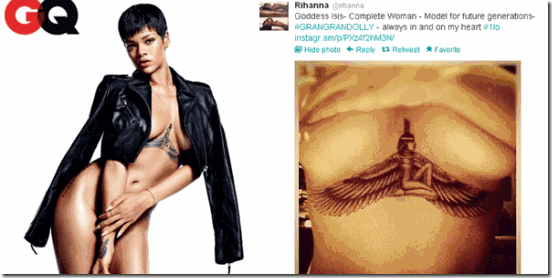 GQ
Rihanna @rihanna
Goddess Isis- Complete Woman - Model for future generations-
#GRANGRANDOLLY - always in and on my heart #1lo
instagr.am/p/PXz4f2hM3N/
Hide photo Reply Retweet Favorite